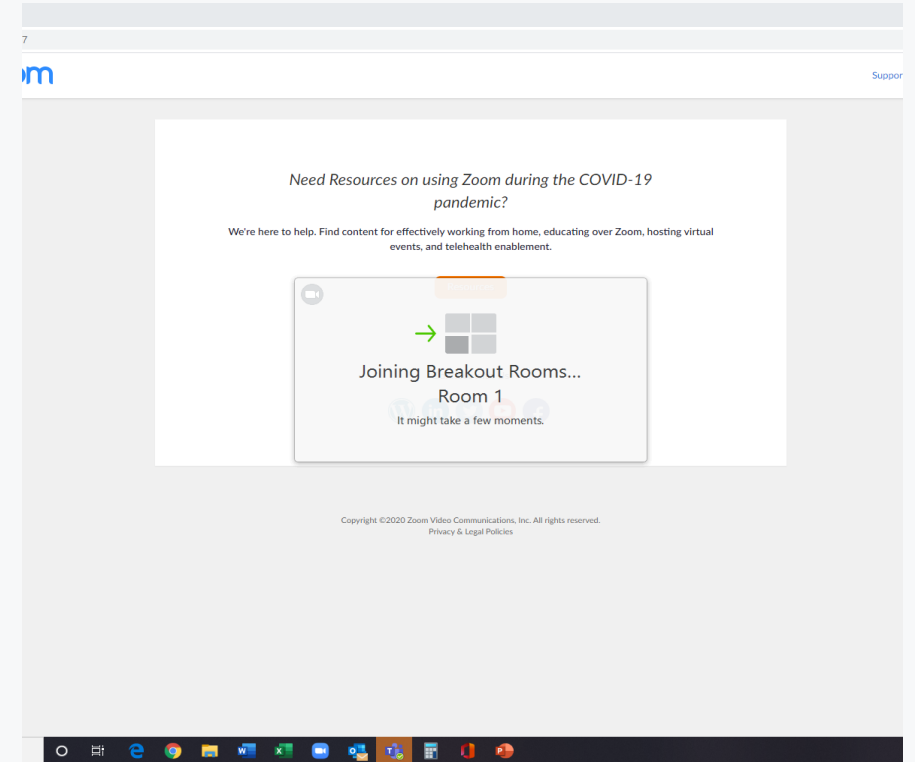 7
om
Suppor
Need Resources on using Zoom during the COVID-19
pandemic?
We're here to help. Find content for effectively working from home, educating over Zoom, hosting virtual
events, and telehealth enablement.
Joining Breakout Rooms...
Room 1
It might take a few moments.
Copyright ©2020 Zoom Video Communications, Inc. All rights reserved.
Privacy & Legal Policies